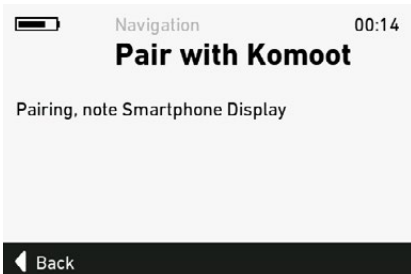 Navigation
00:14
Pair with Komoot
Pairing, note Smartphone Display
Back